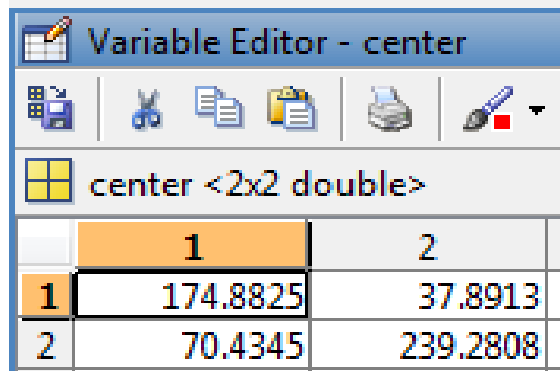 Variable Editor - center
center <2x2 double>
1 2
1 174.8825 37.8913
2 70.4345 239.2808